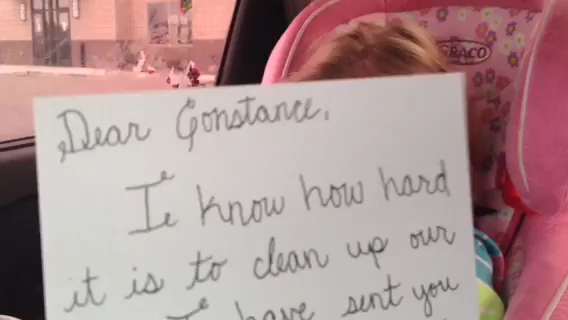 GRACO
Dear Constance,
I know how hard
it is to clean up our
I have sent you